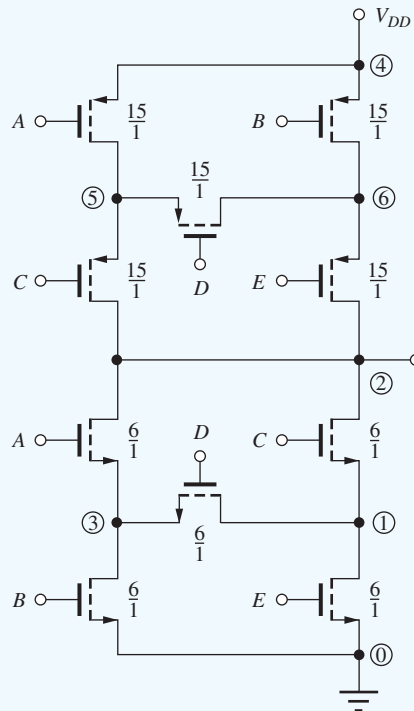 V_DD
④
A 15/1 B 15/1
15/1
⑤ ⑥
D
C 15/1 E 15/1
②
A 6/1 D C 6/1
③ 6/1 ①
B 6/1 E 6/1
⓪